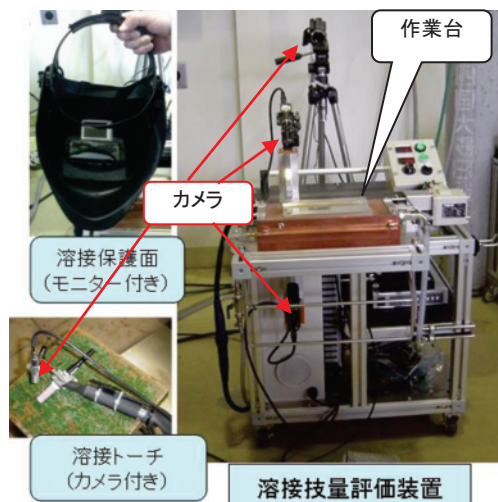 作業台
カメラ
溶接保護面
(モニター付き)
溶接トーチ
(カメラ付き)
溶接技量評価装置